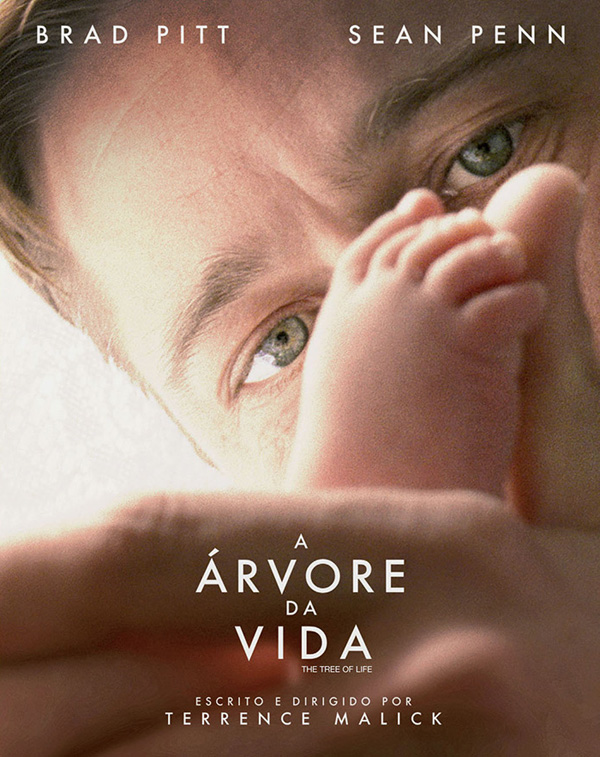 BRAD PITT SEAN PENN
A
ÁRVORE
DA
VIDA
THE TREE OF LIFE
ESCRITO E DIRIGIDO POR
TERRENCE MALICK